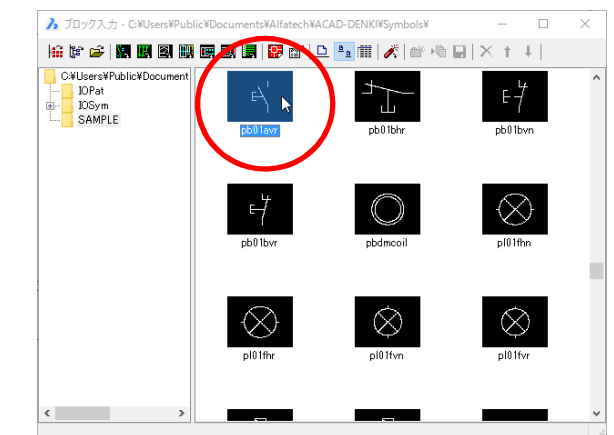 ブロック入力 - C:¥Users¥Public¥Documents¥Alfatech¥ACAD-DENKI¥Symbols¥
C:¥Users¥Public¥Document
IOPat
IOSym
SAMPLE
pb01avr
pb01bhr
pb01bvn
pb01bvr
pbdmcoil
pl01fhn
pl01fhr
pl01fvn
pl01fvr